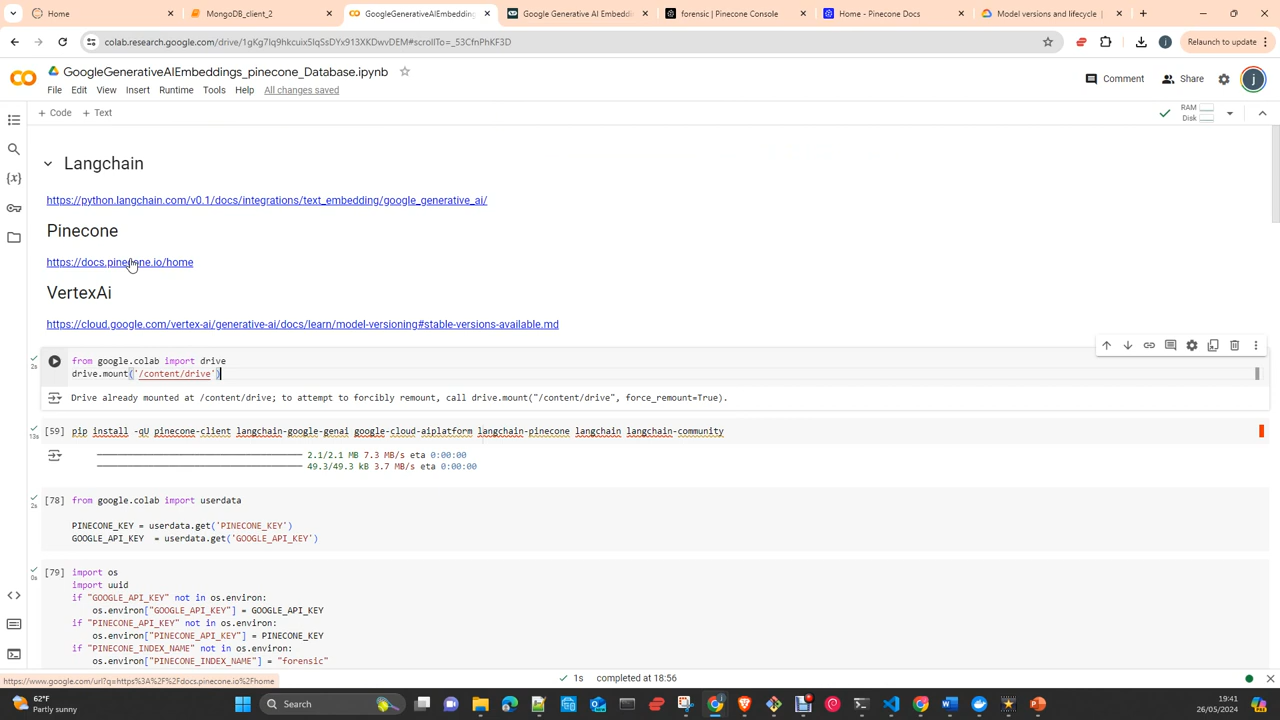 Home
MongoDB_client_2
GoogleGenerativeAIEmbedding
Google Generative AI Embeddi
forensic | Pinecone Console
Home - Pinecone Docs
Model versions and lifecycle |
colab.research.google.com/drive/1gKg7Iq9hkcuix5IqSsDYx913XKDwvDEM#scrollTo=_53CfnPhKF3D
Relaunch to update
GoogleGenerativeAIEmbeddings_pinecone_Database.ipynb
Comment
Share
j
File Edit View Insert Runtime Tools Help All changes saved
+ Code + Text
RAM
Disk
Langchain
https://python.langchain.com/v0.1/docs/integrations/text_embedding/google_generative_ai/
Pinecone
https://docs.pinecone.io/home
VertexAi
https://cloud.google.com/vertex-ai/generative-ai/docs/learn/model-versioning#stable-versions-available.md
2s
from google.colab import drive
drive.mount('/content/drive')
Drive already mounted at /content/drive; to attempt to forcibly remount, call drive.mount("/content/drive", force_remount=True).
[59] pip install -qU pinecone-client langchain-google-genai google-cloud-aiplatform langchain-pinecone langchain langchain-community
13s
2.1/2.1 MB 7.3 MB/s eta 0:00:00
49.3/49.3 kB 3.7 MB/s eta 0:00:00
[78] from google.colab import userdata
2s
PINECONE_KEY = userdata.get('PINECONE_KEY')
GOOGLE_API_KEY = userdata.get('GOOGLE_API_KEY')
[79] import os
0s
import uuid
if "GOOGLE_API_KEY" not in os.environ:
os.environ["GOOGLE_API_KEY"] = GOOGLE_API_KEY
if "PINECONE_API_KEY" not in os.environ:
os.environ["PINECONE_API_KEY"] = PINECONE_KEY
if "PINECONE_INDEX_NAME" not in os.environ:
os.environ["PINECONE_INDEX_NAME"] = "forensic"
https://www.google.com/url?q=https%3A%2F%2Fdocs.pinecone.io%2Fhome
1s completed at 18:56
62°F
Partly sunny
Search
19:41
26/05/2024